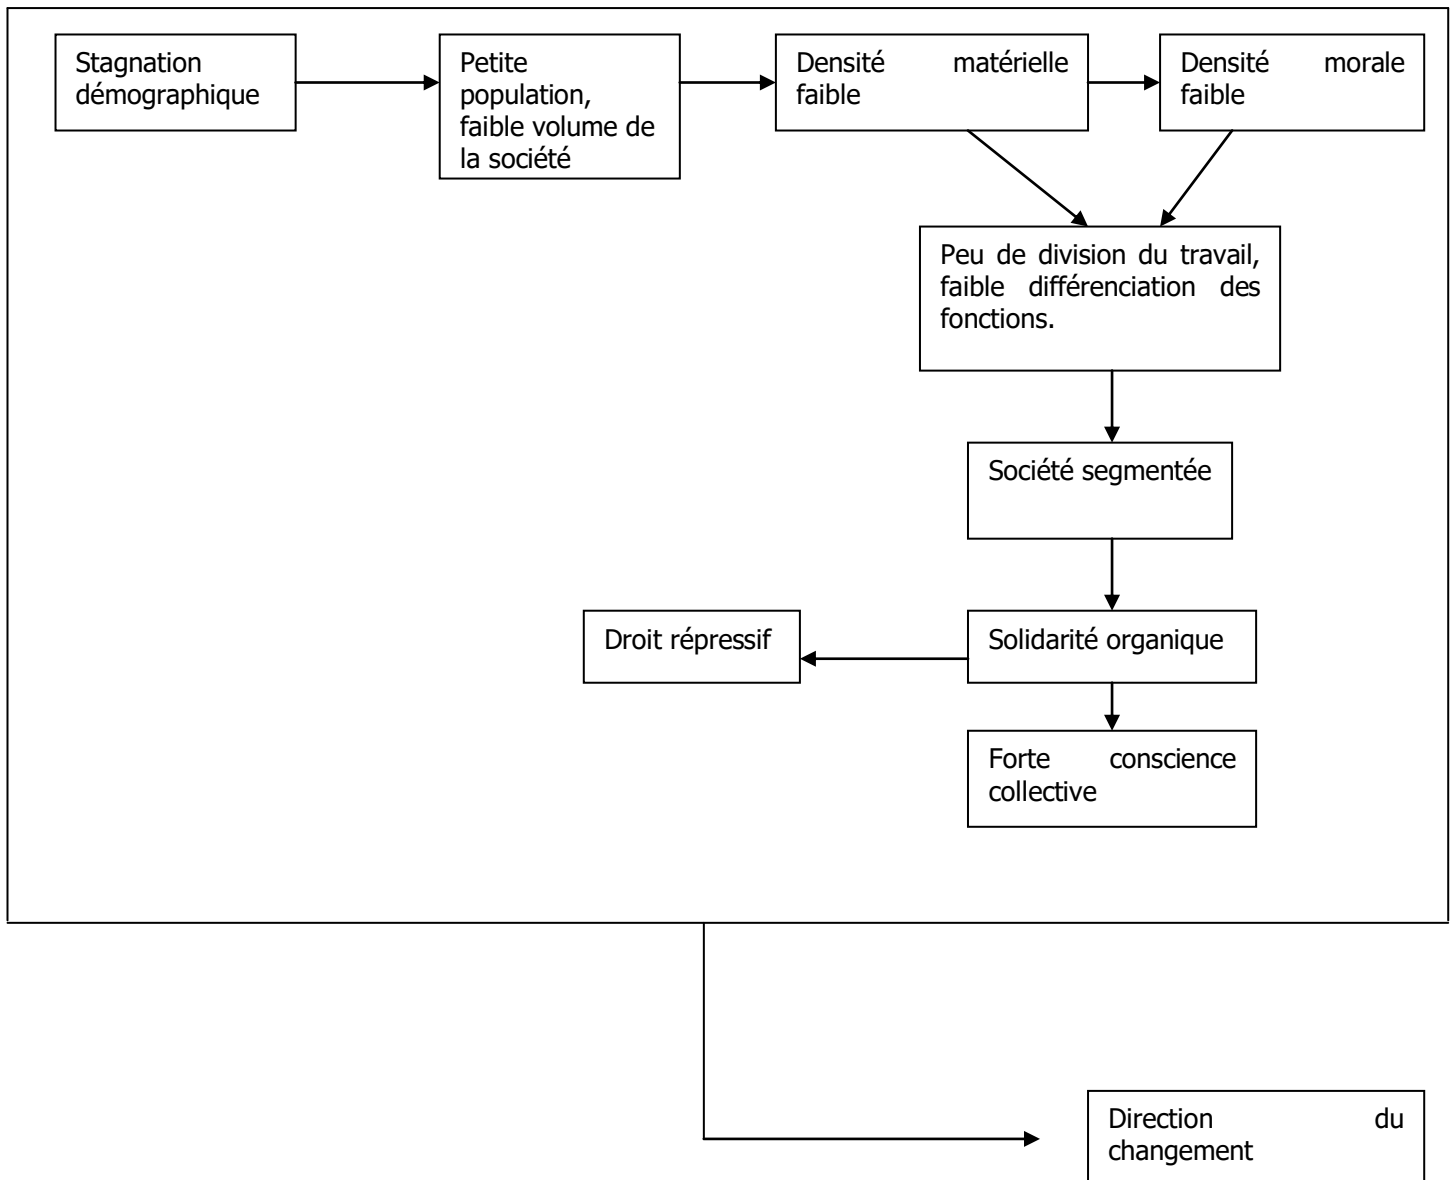 Stagnation
démographique
Petite
population,
faible volume de
la société
Densité matérielle
faible
Densité morale
faible
Peu de division du travail,
faible différenciation des
fonctions.
Société segmentée
Droit répressif
Solidarité organique
Forte conscience
collective
Direction du
changement